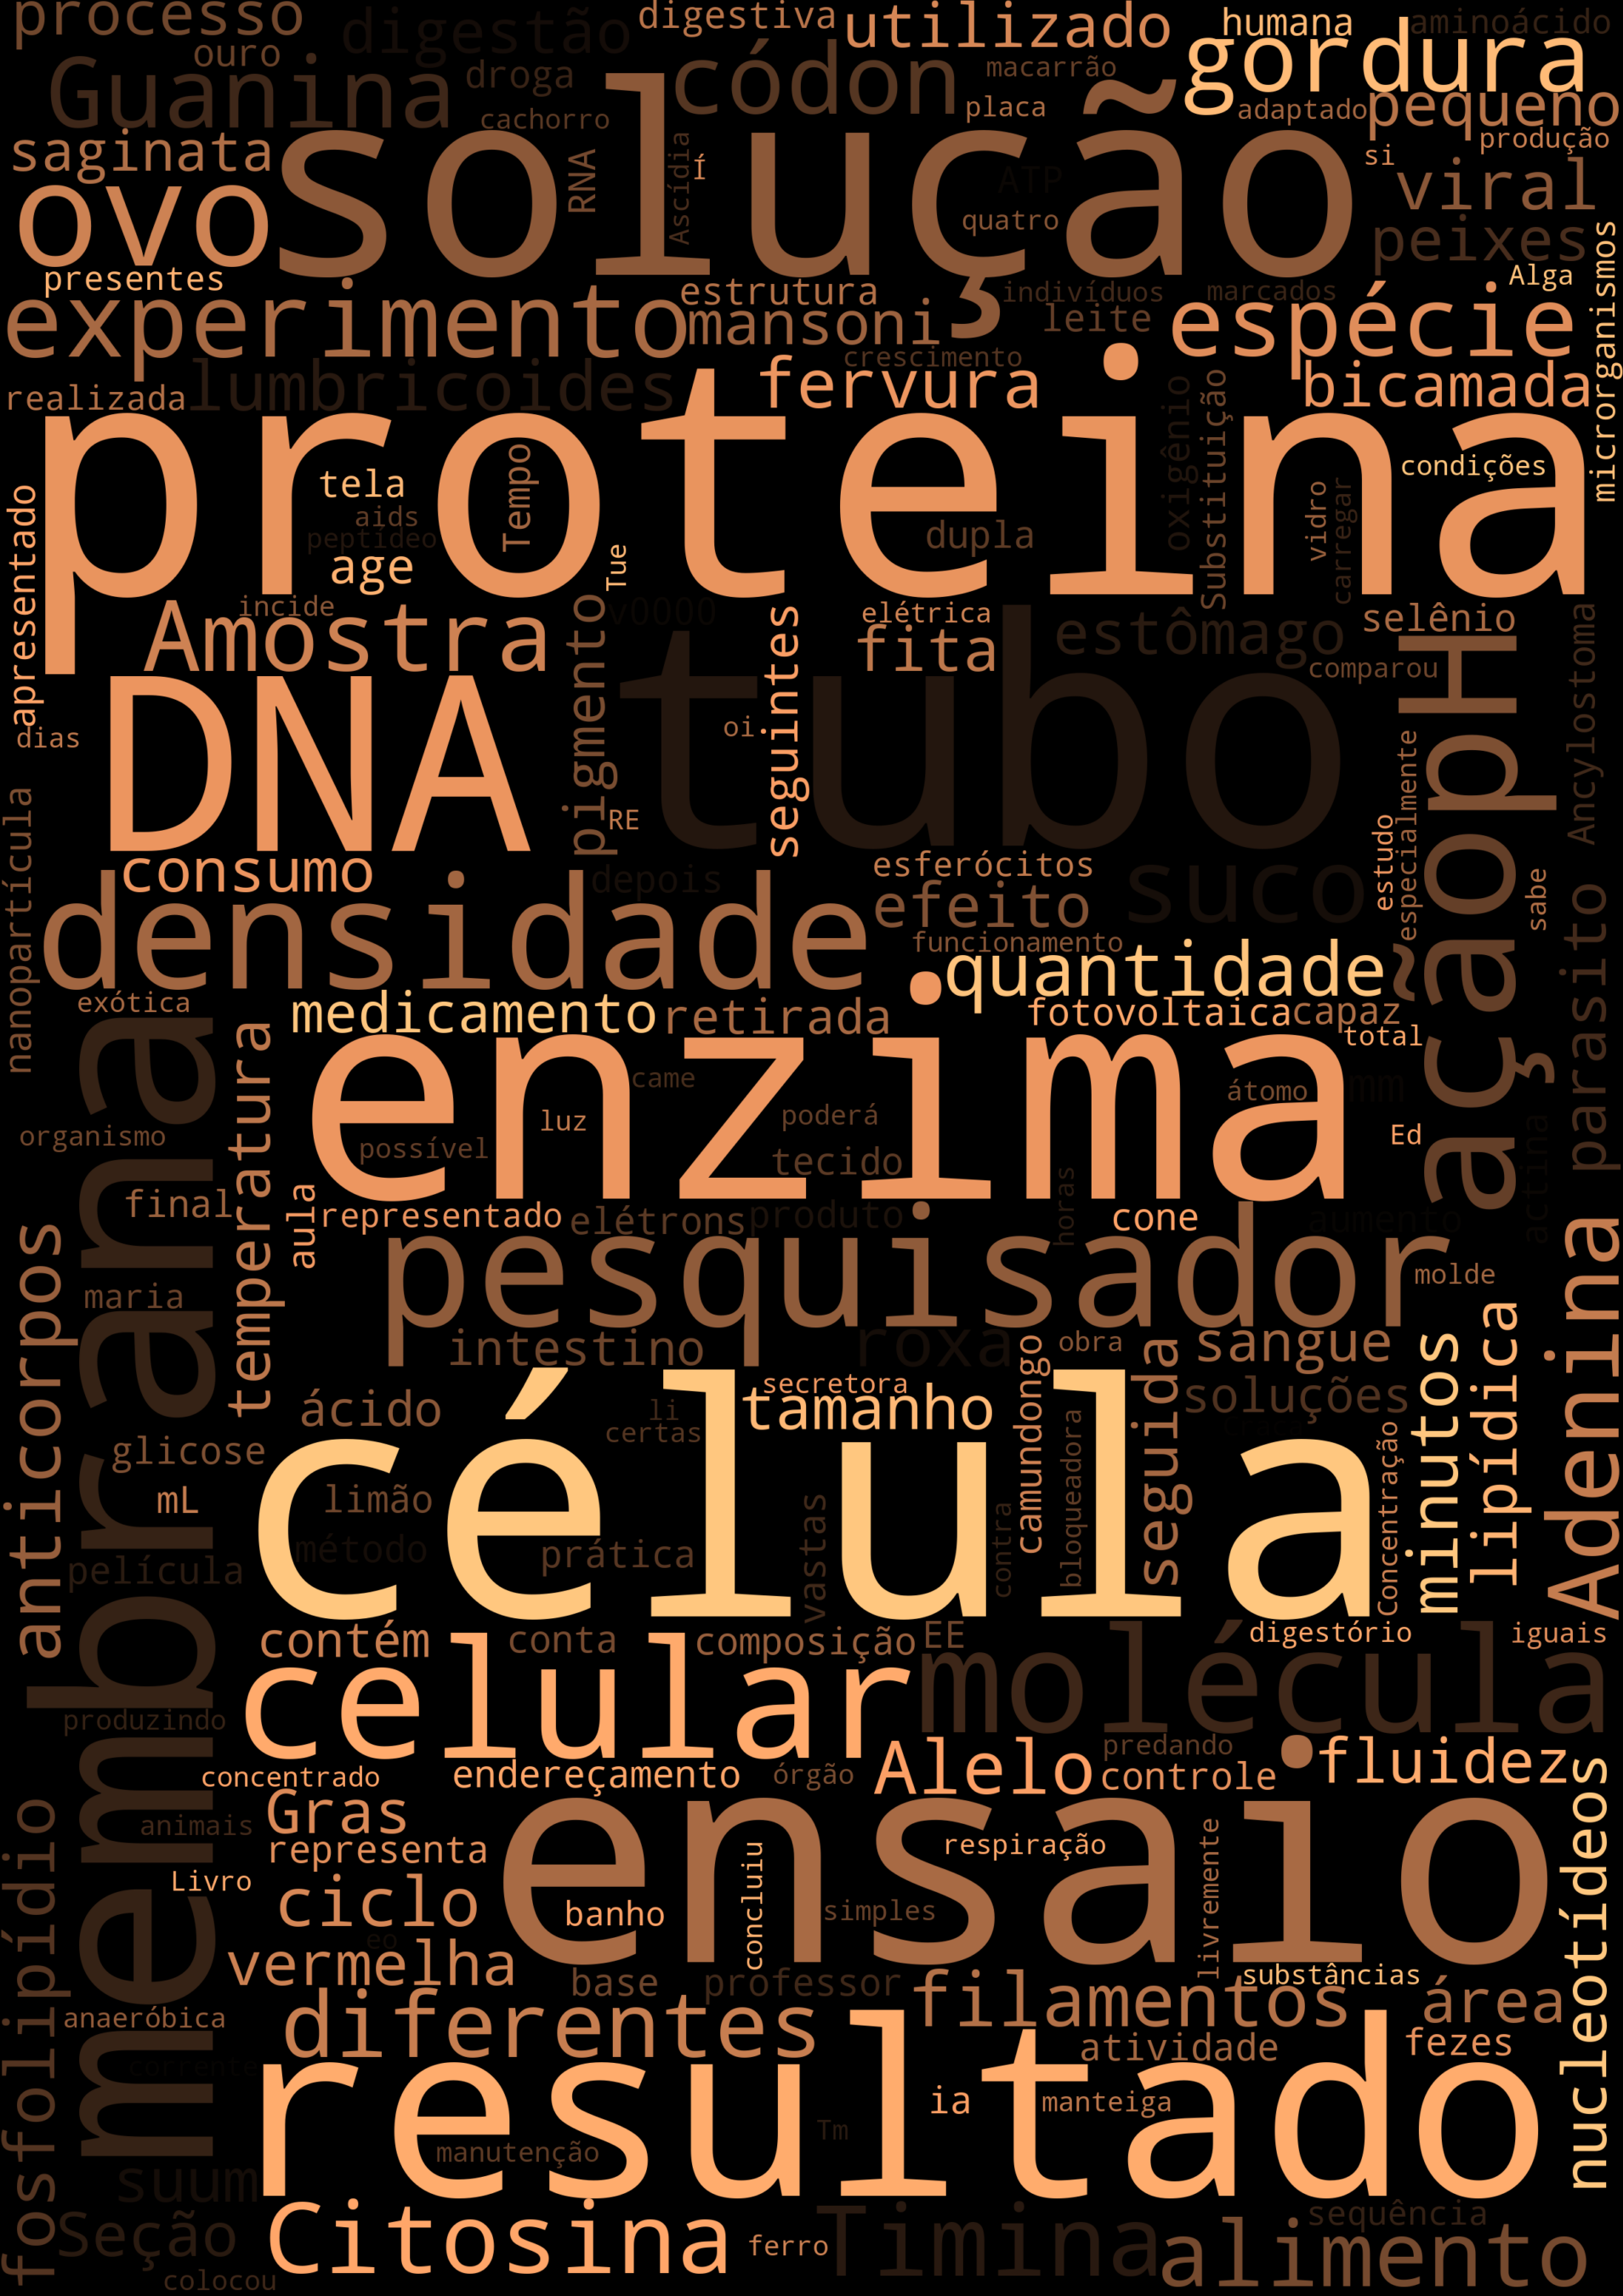 processo
ouro
digestão
digestiva
utilizado
humana
aminoácido
Guanina
droga
códon
macarrão
gordura
cachorro
placa
adaptado
pequeno
saginata
solução
RNA
Ascídia
Í
ATP
si
produção
ovo
quatro
viral
peixes
microrganismos
presentes
estrutura
indivíduos
marcados
Alga
experimento
mansoni
leite
espécie
crescimento
realizada
lumbricoides
fervura
oxigênio
Substituição
bicamada
proteína
tela
Tempo
condições
aids
peptídeo
dupla
vidro
carregar
age
Tue
apresentado
incide
vOOOO
elétrica
Amostra
pigmento
seguintes
fita
estômago
selênio
comparou
Ancylostoma
dias
DNA
tubo
oi
pH
RE
nanopartícula
consumo
depois
esferócitos
suco
estudo
especialmente
sabe
densidade
efeito
funcionamento
quantidade
ação
parasito
exótica
medicamento
retirada
fotovoltaica
capaz
total
membrana
temperatura
enzima
came
átomo
mm
luz
poderá
organismo
possível
tecido
Ed
actina
final
aula
representado
elétrons
produto
horas
cone
aumento
Adenina
anticorpos
pesquisador
molde
maria
intestino
roxa
camundongo
obra
seguida
sangue
minutos
lipídica
ácido
secretora
tamanho
li
certas
bloqueadora
soluções
Concentração
glicose
célula
mL
limão
película
método
prática
vastas
contra
contém
conta
composição
EE
digestório
iguais
produzindo
celular
molécula
concentrado
endereçamento
órgão
Alelo
predando
controle
fluidez
nucleotídeos
fosfolipídio
animais
Gras
representa
ensaio
concluiu
respiração
livremente
Livro
ciclo
banho
simples
eo
vermelha
base
professor
filamentos
substâncias
área
anaeróbica
diferentes
atividade
fezes
corrente
resultado
ia
manteiga
Tm
manutenção
suum
Seção
Citosina
ferro
Timina
alimento
sequência
colocou